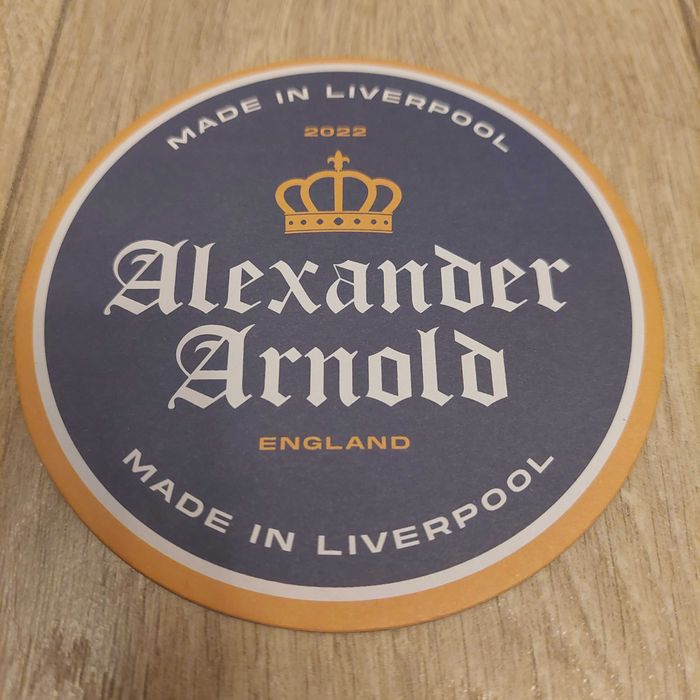 MADE IN LIVERPOOL
2022
Alexander
Arnold
ENGLAND
MADE IN LIVERPOOL